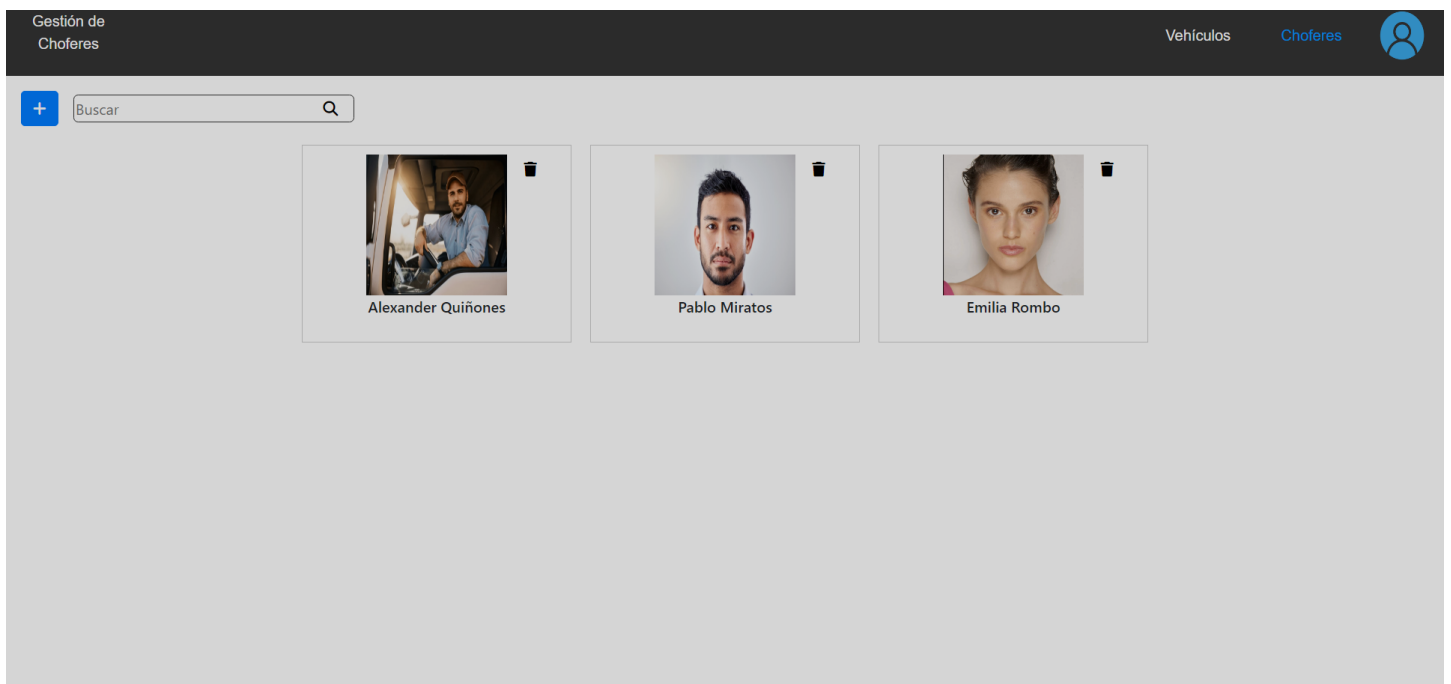 Gestión de
Choferes
Vehículos
Choferes
Buscar
Alexander Quiñones
Pablo Miratos
Emilia Rombo